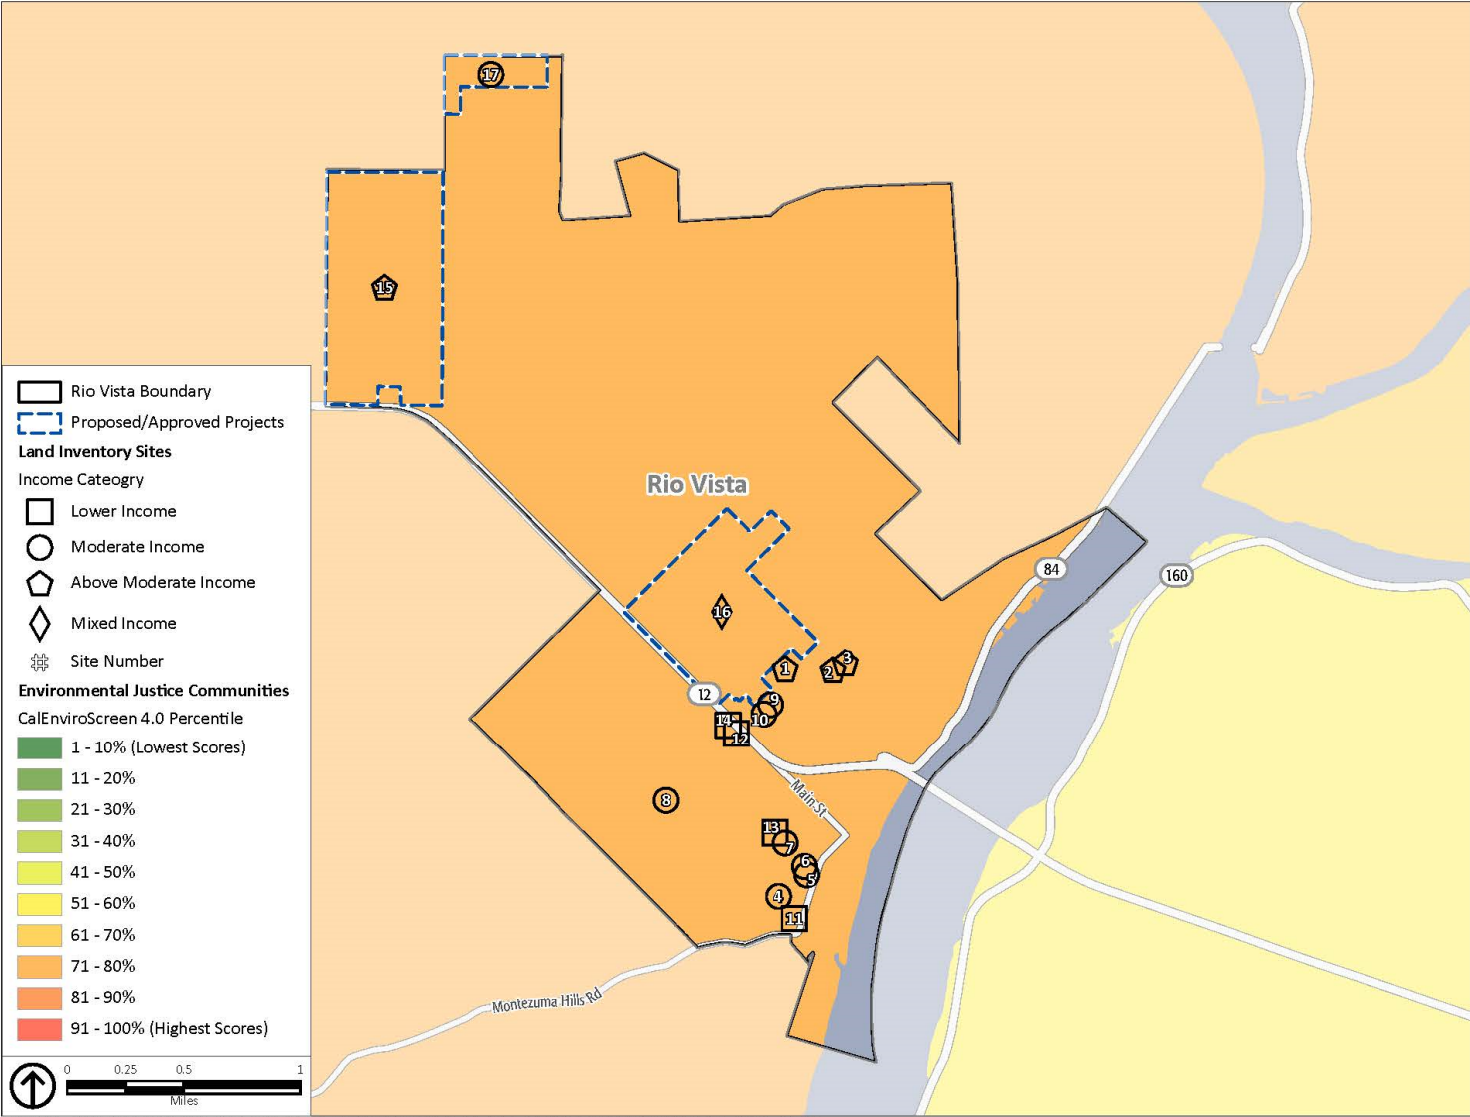 17
15
Rio Vista
84
160
16
1
2
3
12
9
10
14
12
Main St
8
13
7
6
5
4
11
Montezuma Hills Rd
Rio Vista Boundary
Proposed/Approved Projects
Land Inventory Sites
Income Cateogry
Lower Income
Moderate Income
Above Moderate Income
Mixed Income
# Site Number
Environmental Justice Communities
CalEnviroScreen 4.0 Percentile
1 - 10% (Lowest Scores)
11 - 20%
21 - 30%
31 - 40%
41 - 50%
51 - 60%
61 - 70%
71 - 80%
81 - 90%
91 - 100% (Highest Scores)
0 0.25 0.5 1
Miles